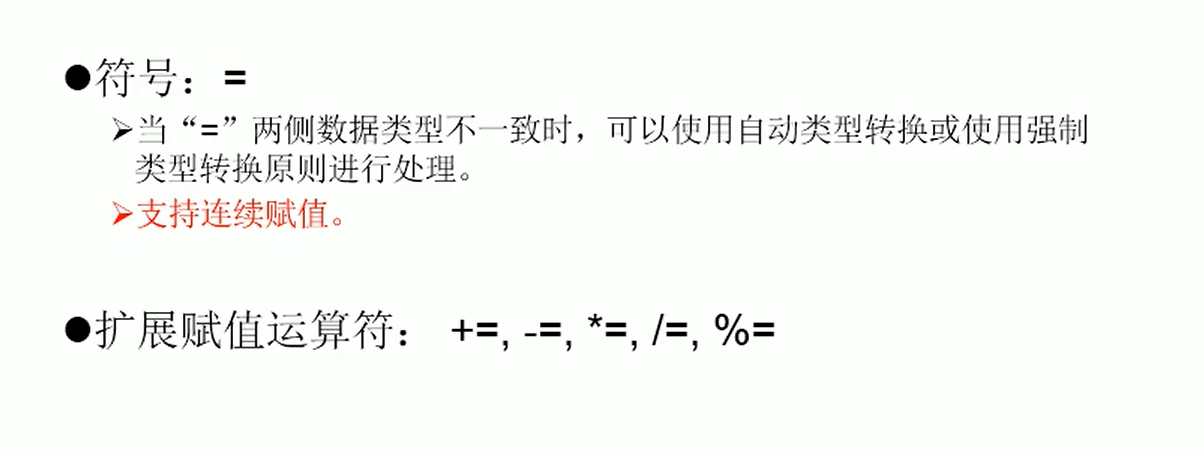 ●符号：=
➢当“=”两侧数据类型不一致时，可以使用自动类型转换或使用强制
类型转换原则进行处理。
➢支持连续赋值。
●扩展赋值运算符： +=, -=, *=, /=, %=